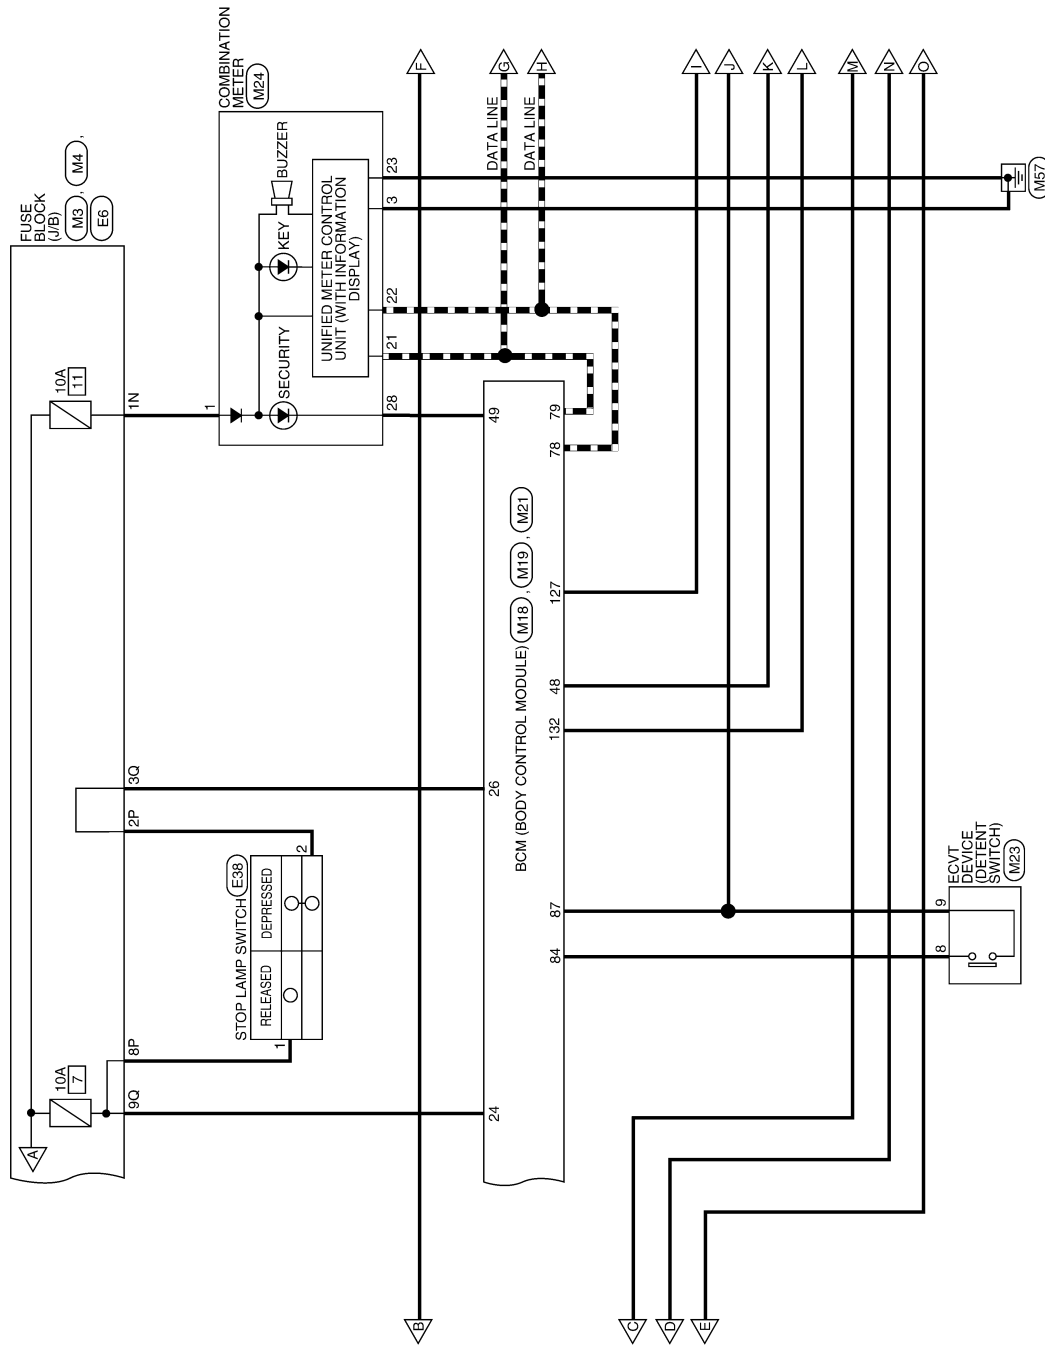 FUSE
BLOCK
(J/B)
M3 , M4 ,
E6
COMBINATION
METER
M24
A
10A
7
10A
11
9Q
8P
2P
3Q
1N
1
SECURITY
KEY
BUZZER
UNIFIED METER CONTROL
UNIT (WITH INFORMATION
DISPLAY)
28
21
22
3
23
STOP LAMP SWITCH E38
RELEASED
DEPRESSED
1
2
B
F
G
H
DATA LINE
DATA LINE
24
26
49
BCM (BODY CONTROL MODULE) M18 , M19 , M21
84
87
132
48
127
78
79
C
D
E
I
J
K
L
M
N
O
8
9
ECVT
DEVICE
(DETENT
SWITCH)
M23
M57